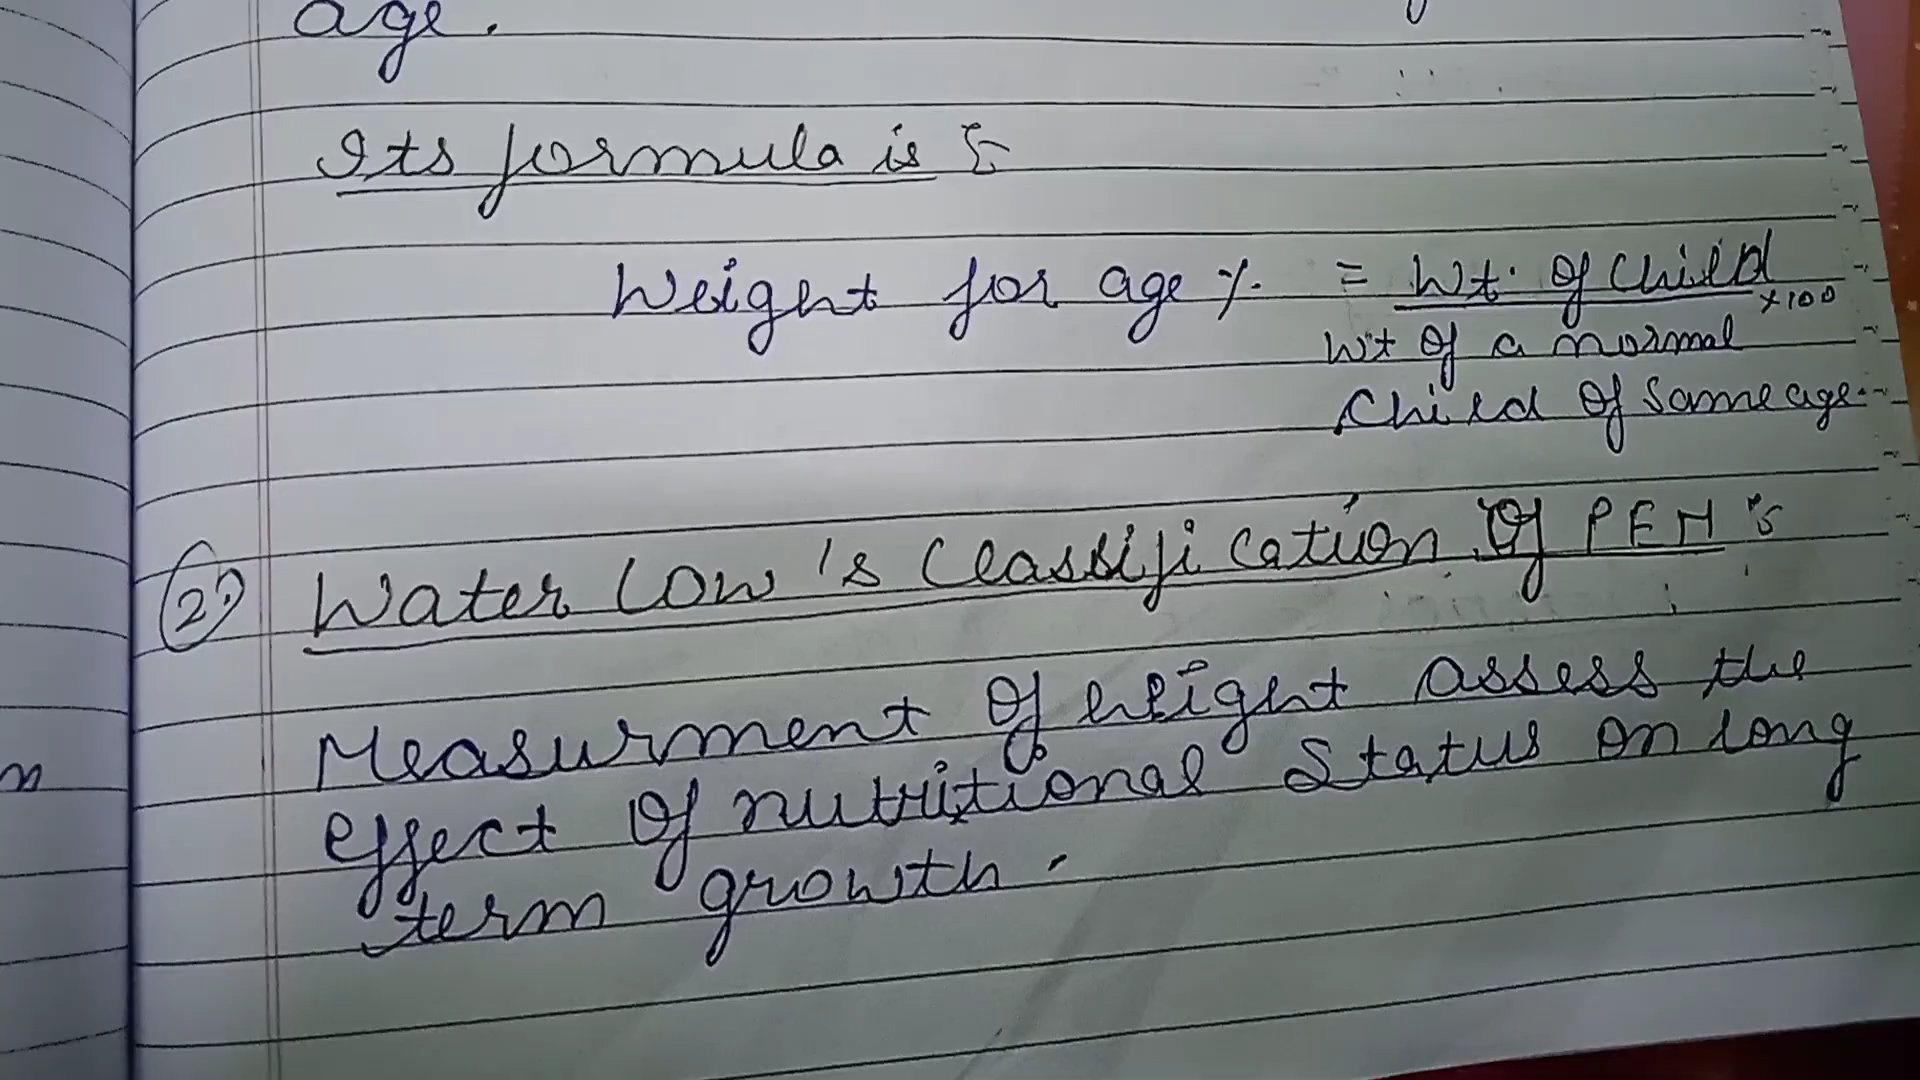 age.
Its formula is :-
Weight for age % = Wt. of Child ×100
Wt of a normal
Child of Same age.
2. Water Low's Classification Of PEM :-
Measurment Of height assess the
effect Of nutritional Status on long
term growth.
n